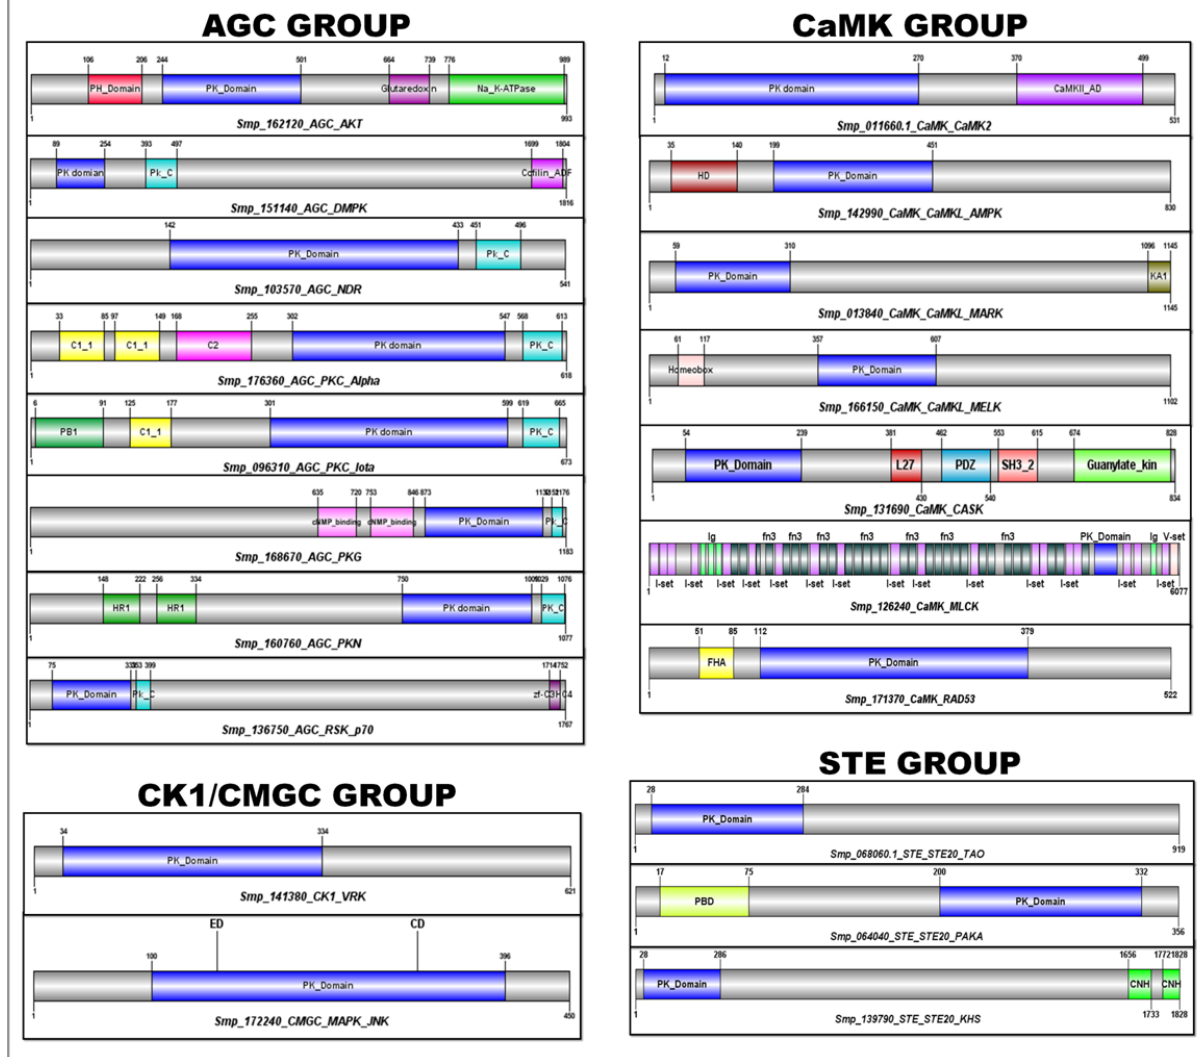 AGC GROUP
106 206 244 501 664 739 776 989
PH_Domain PK_Domain Glutaredoxin Na_K-ATPase
1 993
Smp_162120_AGC_AKT
89 254 393 497 1699 1804
PK domian Pk_C Cofilin_ADF
1 1816
Smp_151140_AGC_DMPK
142 433 451 496
PK_Domain Pk_C
1 541
Smp_103570_AGC_NDR
33 85 97 149 168 255 302 547 568 613
C1_1 C1_1 C2 PK domain PK_C
1 618
Smp_176360_AGC_PKC_Alpha
6 91 125 177 301 599 619 665
PB1 C1_1 PK domain PK_C
1 673
Smp_096310_AGC_PKC_Iota
635 720 753 846 873 1176
cNMP_binding cNMP_binding PK_Domain Pk_C
1 1183
Smp_168670_AGC_PKG
148 222 256 334 750 1029 1076
HR1 HR1 PK domain PK_C
1 1077
Smp_160760_AGC_PKN
75 399
PK_Domain Pk_C zf-C3HC4
1 1767
Smp_136750_AGC_RSK_p70
CaMK GROUP
12 270 370 499
PK domain CaMKII_AD
1 531
Smp_011660.1_CaMK_CaMK2
35 140 199 451
HD PK_Domain
1 830
Smp_142990_CaMK_CaMKL_AMPK
59 310 1096 1145
PK_Domain KA1
1 1145
Smp_013840_CaMK_CaMKL_MARK
61 117 357 607
Homeobox PK_Domain
1 1102
Smp_166150_CaMK_CaMKL_MELK
54 239 381 462 553 615 674 828
PK_Domain L27 PDZ SH3_2 Guanylate_kin
1 430 540 834
Smp_131690_CaMK_CASK
Ig fn3 fn3 fn3 fn3 fn3 fn3 fn3 PK_Domain Ig V-set
I-set I-set I-set I-set I-set I-set I-set I-set I-set I-set I-set I-set
1 6077
Smp_126240_CaMK_MLCK
51 85 112 379
FHA PK_Domain
1 522
Smp_171370_CaMK_RAD53
CK1/CMGC GROUP
34 334
PK_Domain
1 621
Smp_141380_CK1_VRK
ED CD
100 396
PK_Domain
1 450
Smp_172240_CMGC_MAPK_JNK
STE GROUP
28 284
PK_Domain
1 919
Smp_068060.1_STE_STE20_TAO
17 75 200 332
PBD PK_Domain
1 356
Smp_064040_STE_STE20_PAKA
28 286 1656 1772 1828
PK_Domain CNH CNH
1 1733 1828
Smp_139790_STE_STE20_KHS